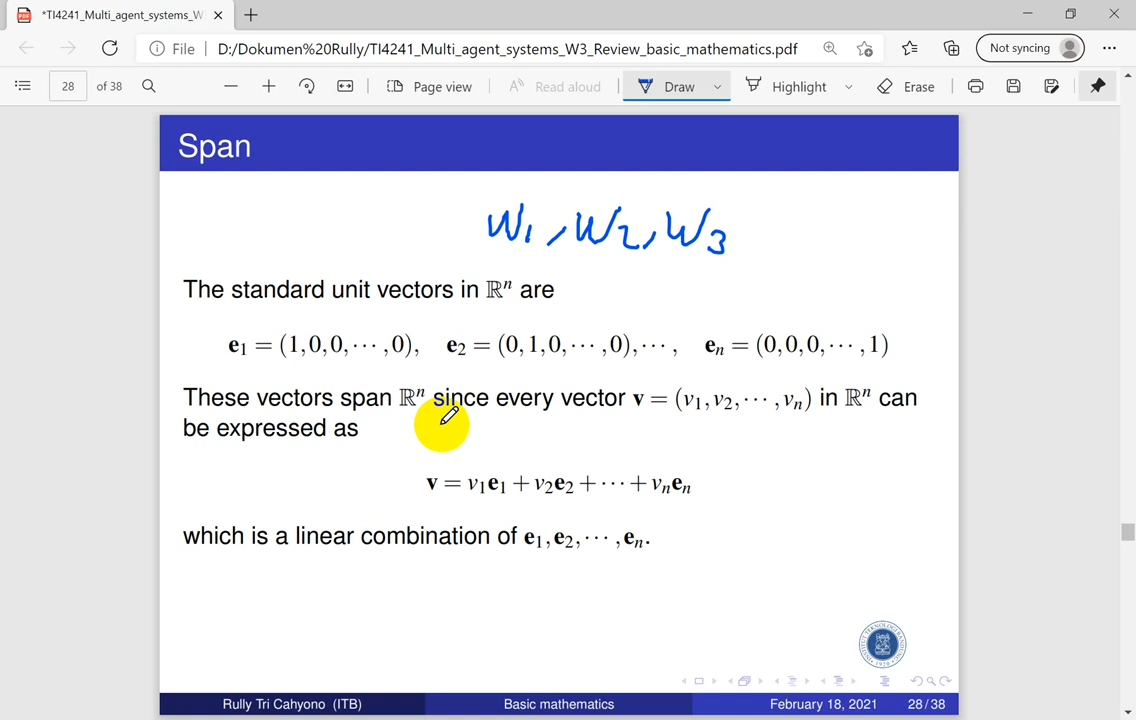 *TI4241_Multi_agent_systems_W
File D:/Dokumen%20Rully/TI4241_Multi_agent_systems_W3_Review_basic_mathematics.pdf Not syncing
28 of 38 Page view Read aloud Draw Highlight Erase
Span
W₁, W₂, W₃
The standard unit vectors in ℝⁿ are
e₁ = (1,0,0,⋯,0), e₂ = (0,1,0,⋯,0),⋯, eₙ = (0,0,0,⋯,1)
These vectors span ℝⁿ since every vector v = (v₁,v₂,⋯,vₙ) in ℝⁿ can
be expressed as
v = v₁e₁ + v₂e₂ + ⋯ + vₙeₙ
which is a linear combination of e₁,e₂,⋯,eₙ.
Rully Tri Cahyono (ITB) Basic mathematics February 18, 2021 28/38